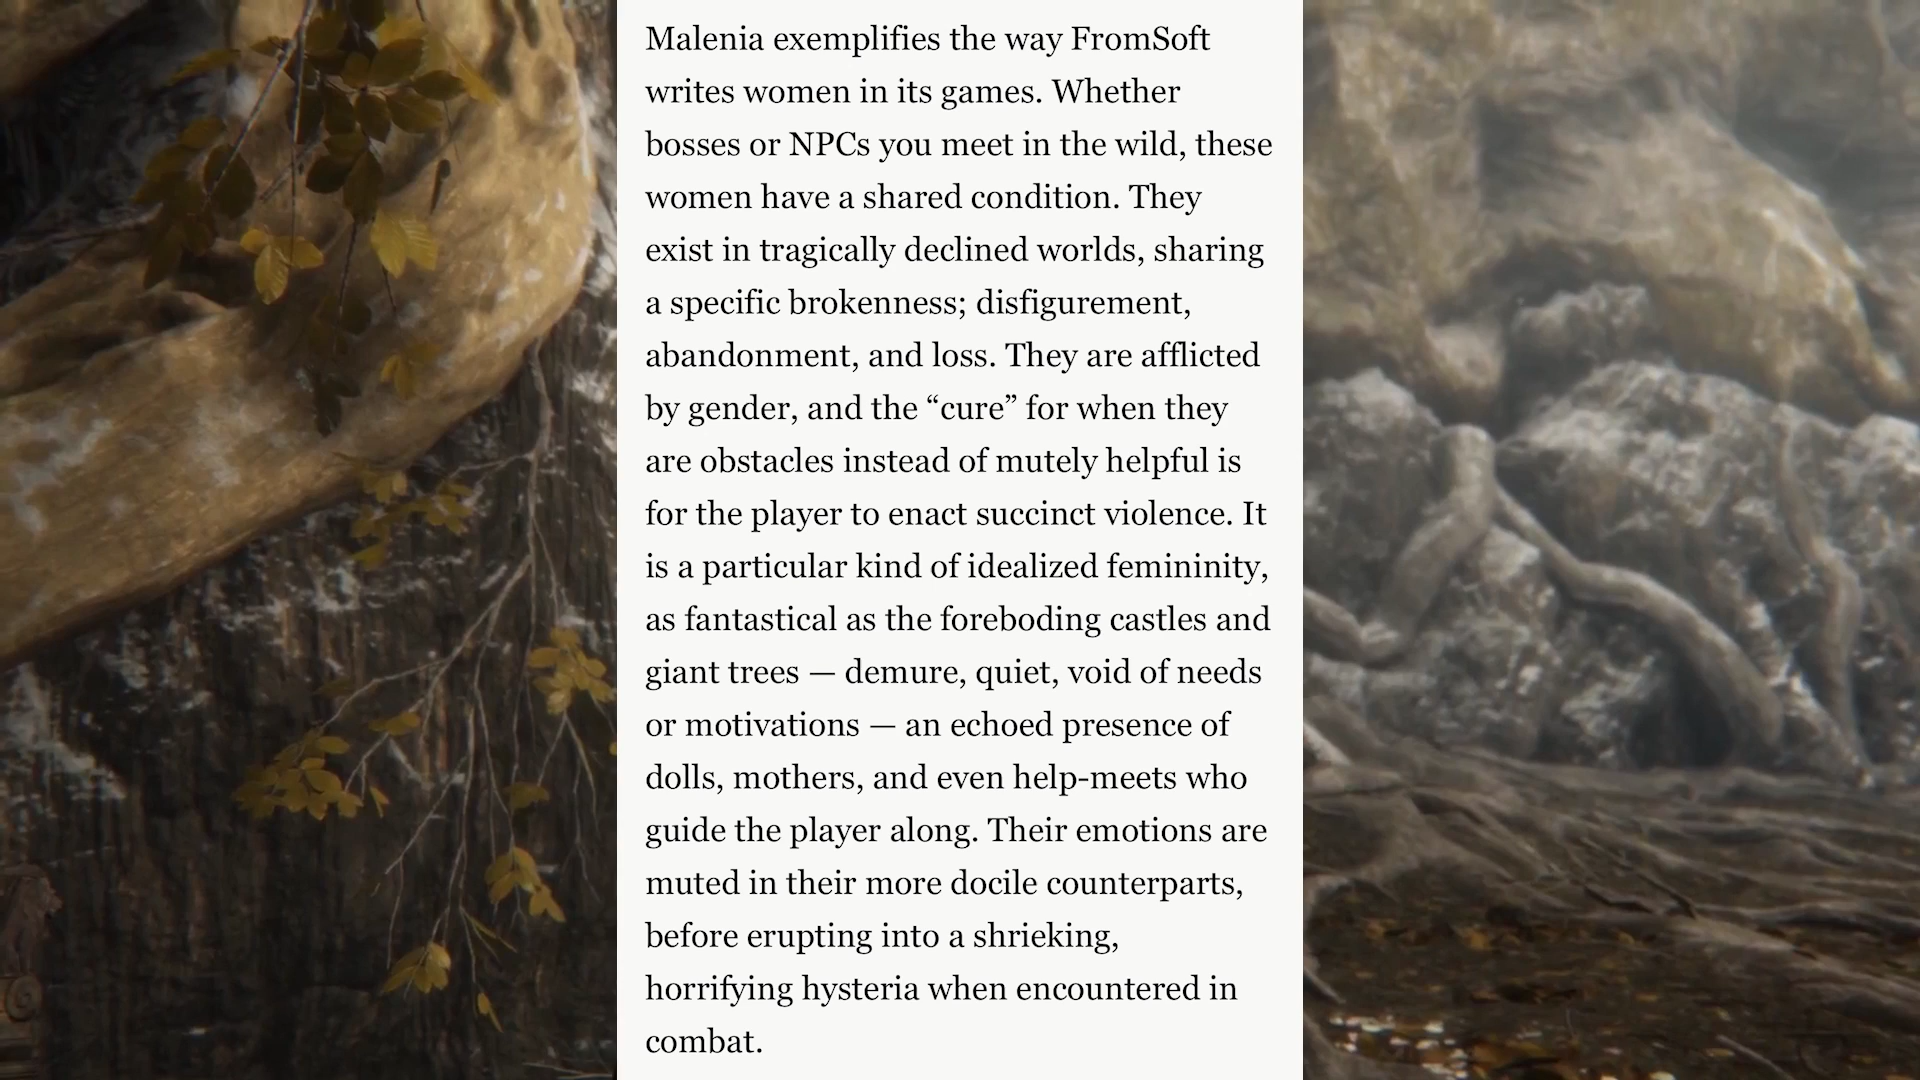 Malenia exemplifies the way FromSoft
writes women in its games. Whether
bosses or NPCs you meet in the wild, these
women have a shared condition. They
exist in tragically declined worlds, sharing
a specific brokenness; disfigurement,
abandonment, and loss. They are afflicted
by gender, and the “cure” for when they
are obstacles instead of mutely helpful is
for the player to enact succinct violence. It
is a particular kind of idealized femininity,
as fantastical as the foreboding castles and
giant trees — demure, quiet, void of needs
or motivations — an echoed presence of
dolls, mothers, and even help-meets who
guide the player along. Their emotions are
muted in their more docile counterparts,
before erupting into a shrieking,
horrifying hysteria when encountered in
combat.